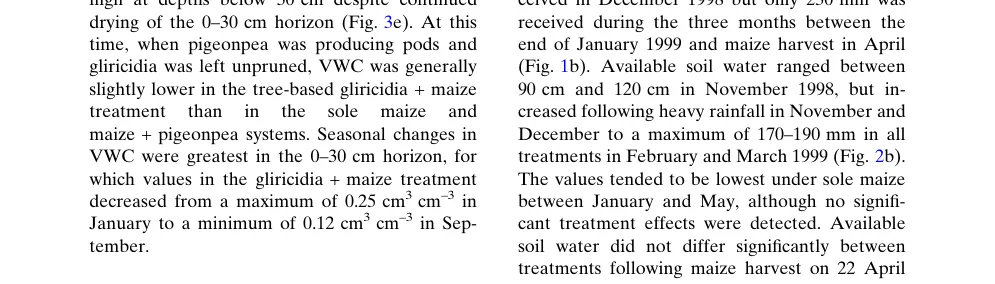 drying of the 0–30 cm horizon (Fig. 3e). At this
time, when pigeonpea was producing pods and
gliricidia was left unpruned, VWC was generally
slightly lower in the tree-based gliricidia + maize
treatment than in the sole maize and
maize + pigeonpea systems. Seasonal changes in
VWC were greatest in the 0–30 cm horizon, for
which values in the gliricidia + maize treatment
decreased from a maximum of 0.25 cm³ cm⁻³ in
January to a minimum of 0.12 cm³ cm⁻³ in Sep-
tember.
received during the three months between the
end of January 1999 and maize harvest in April
(Fig. 1b). Available soil water ranged between
90 cm and 120 cm in November 1998, but in-
creased following heavy rainfall in November and
December to a maximum of 170–190 mm in all
treatments in February and March 1999 (Fig. 2b).
The values tended to be lowest under sole maize
between January and May, although no signifi-
cant treatment effects were detected. Available
soil water did not differ significantly between
treatments following maize harvest on 22 April